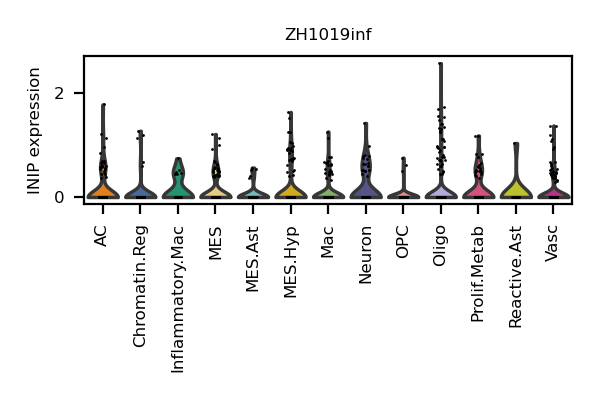 ZH1019inf
INIP expression
2
0
AC
Chromatin.Reg
Inflammatory.Mac
MES
MES.Ast
MES.Hyp
Mac
Neuron
OPC
Oligo
Prolif.Metab
Reactive.Ast
Vasc